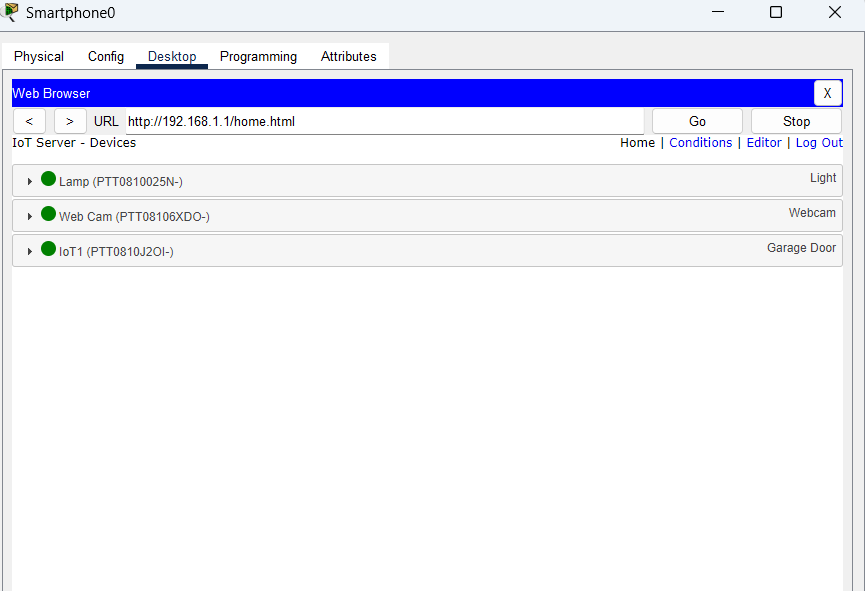 Smartphone0
Physical Config Desktop Programming Attributes
Web Browser X
< > URL http://192.168.1.1/home.html Go Stop
IoT Server - Devices Home | Conditions | Editor | Log Out
Lamp (PTT0810025N-) Light
Web Cam (PTT08106XDO-) Webcam
IoT1 (PTT0810J2OI-) Garage Door